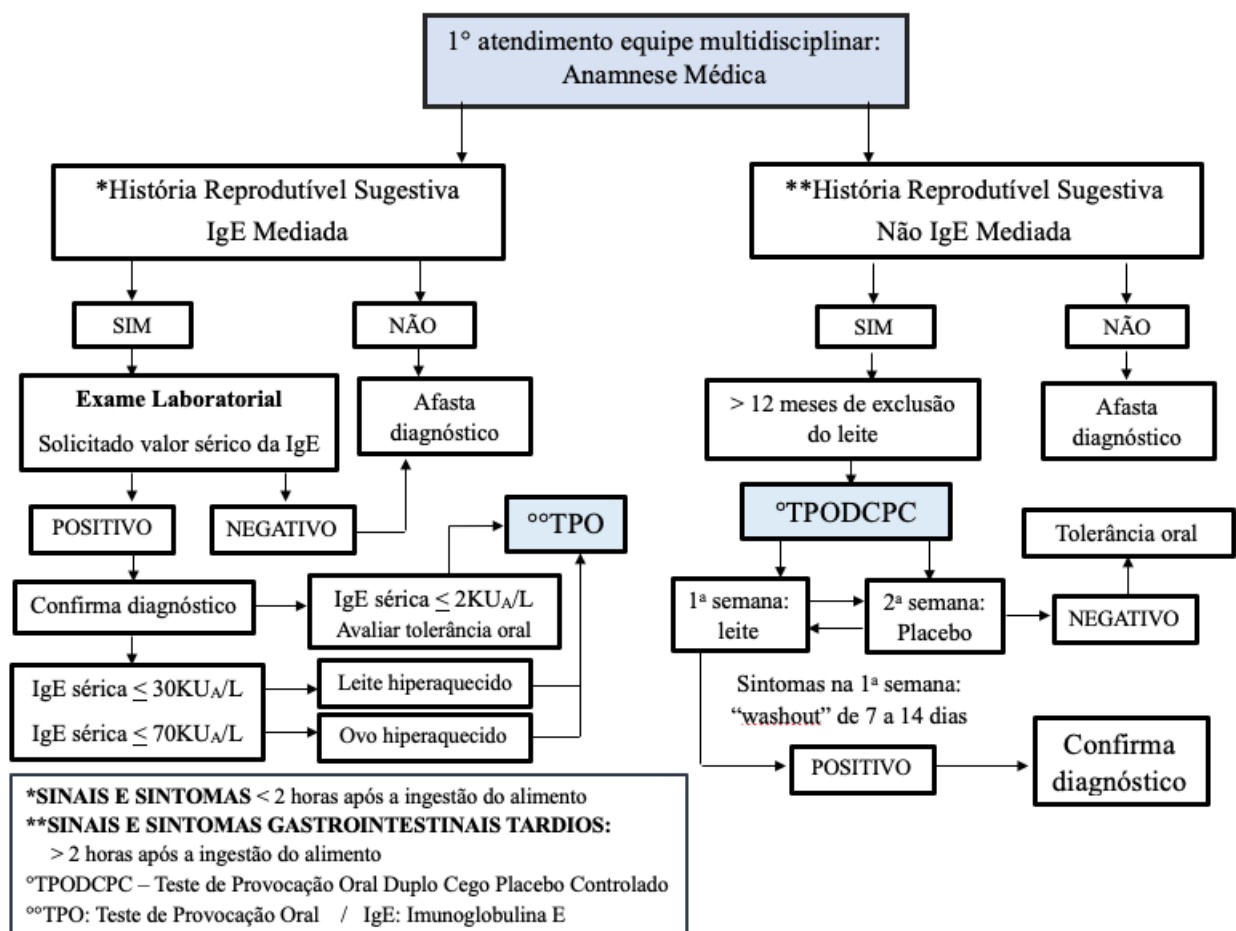 1° atendimento equipe multidisciplinar:
Anamnese Médica
*História Reprodutível Sugestiva
IgE Mediada
**História Reprodutível Sugestiva
Não IgE Mediada
SIM
NÃO
SIM
NÃO
Exame Laboratorial
Solicitado valor sérico da IgE
Afasta
diagnóstico
> 12 meses de exclusão
do leite
Afasta
diagnóstico
POSITIVO
NEGATIVO
°°TPO
°TPODCPC
Tolerância oral
Confirma diagnóstico
IgE sérica ≤ 2KUA/L
Avaliar tolerância oral
1ª semana:
leite
2ª semana:
Placebo
NEGATIVO
IgE sérica ≤ 30KUA/L
IgE sérica ≤ 70KUA/L
Leite hiperaquecido
Ovo hiperaquecido
Sintomas na 1ª semana:
“washout” de 7 a 14 dias
POSITIVO
Confirma
diagnóstico
*SINAIS E SINTOMAS < 2 horas após a ingestão do alimento
**SINAIS E SINTOMAS GASTROINTESTINAIS TARDIOS:
> 2 horas após a ingestão do alimento
°TPODCPC – Teste de Provocação Oral Duplo Cego Placebo Controlado
°°TPO: Teste de Provocação Oral / IgE: Imunoglobulina E